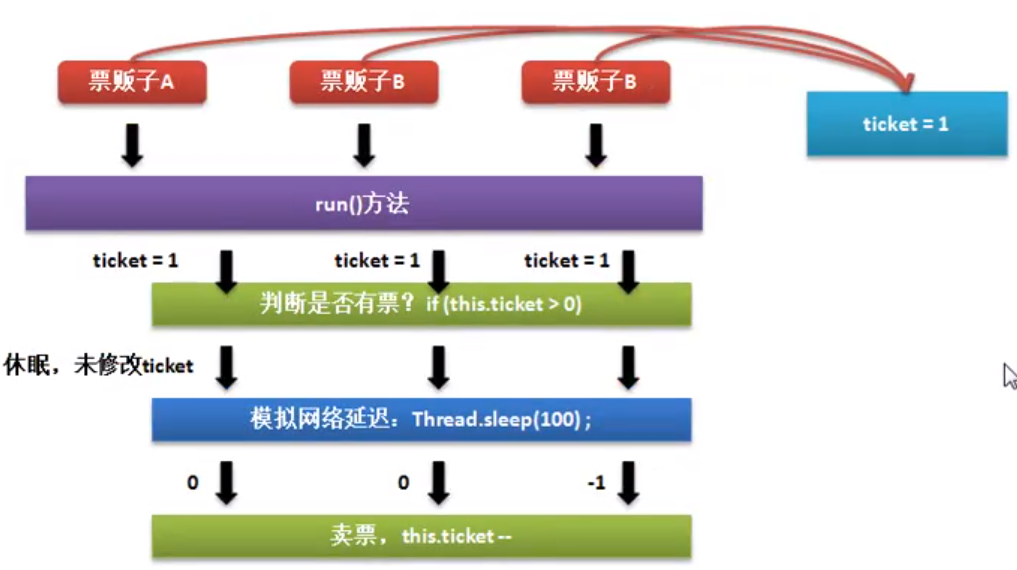 票贩子A
票贩子B
票贩子B
ticket = 1
run()方法
ticket = 1
ticket = 1
ticket = 1
判断是否有票？if (this.ticket > 0)
休眠，未修改ticket
模拟网络延迟：Thread.sleep(100) ;
0
0
-1
卖票，this.ticket --